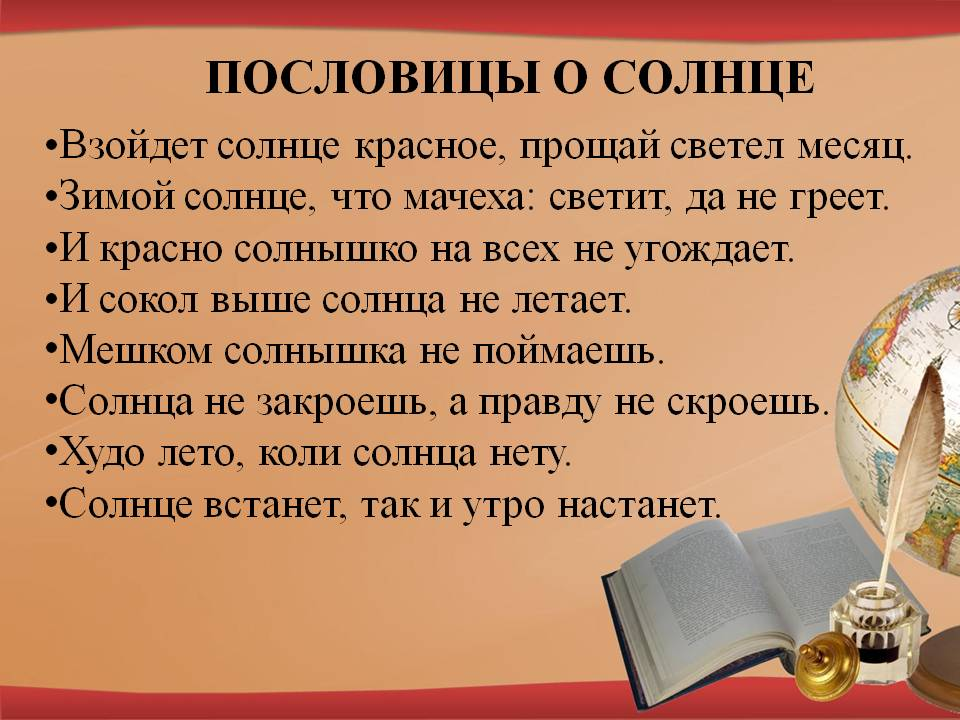 ПОСЛОВИЦЫ О СОЛНЦЕ
•Взойдет солнце красное, прощай светел месяц.
•Зимой солнце, что мачеха: светит, да не греет.
•И красно солнышко на всех не угождает.
•И сокол выше солнца не летает.
•Мешком солнышка не поймаешь.
•Солнца не закроешь, а правду не скроешь.
•Худо лето, коли солнца нету.
•Солнце встанет, так и утро настанет.